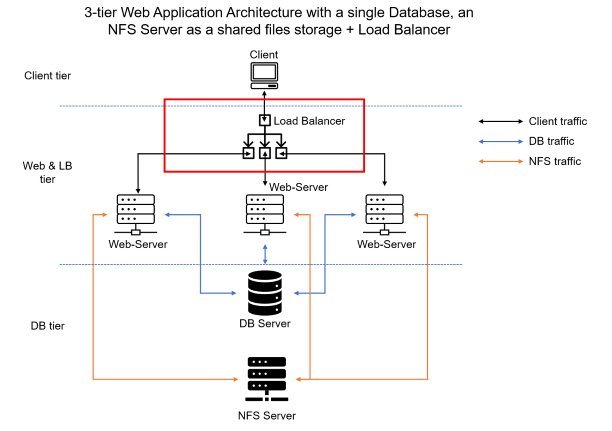 3-tier Web Application Architecture with a single Database, an
NFS Server as a shared files storage + Load Balancer
Client
Client tier
Load Balancer
Client traffic
DB traffic
NFS traffic
Web & LB
tier
Web-Server
Web-Server
Web-Server
DB Server
DB tier
NFS Server